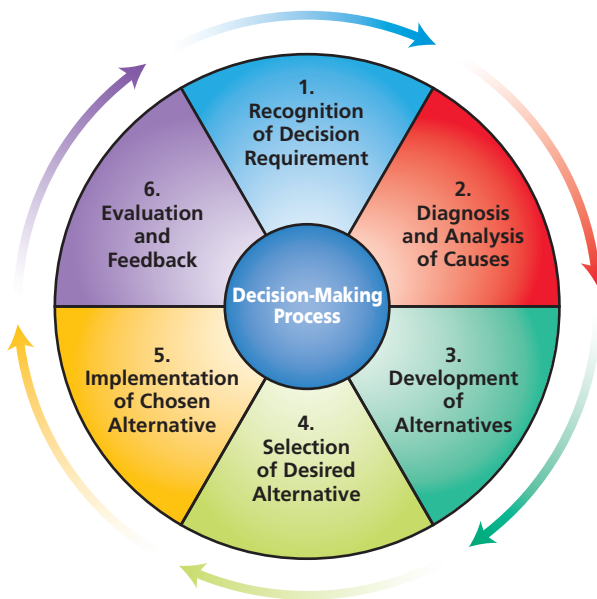 1.
Recognition
of Decision
Requirement
2.
Diagnosis
and Analysis
of Causes
3.
Development
of
Alternatives
4.
Selection
of Desired
Alternative
5.
Implementation
of Chosen
Alternative
6.
Evaluation
and
Feedback
Decision-Making
Process